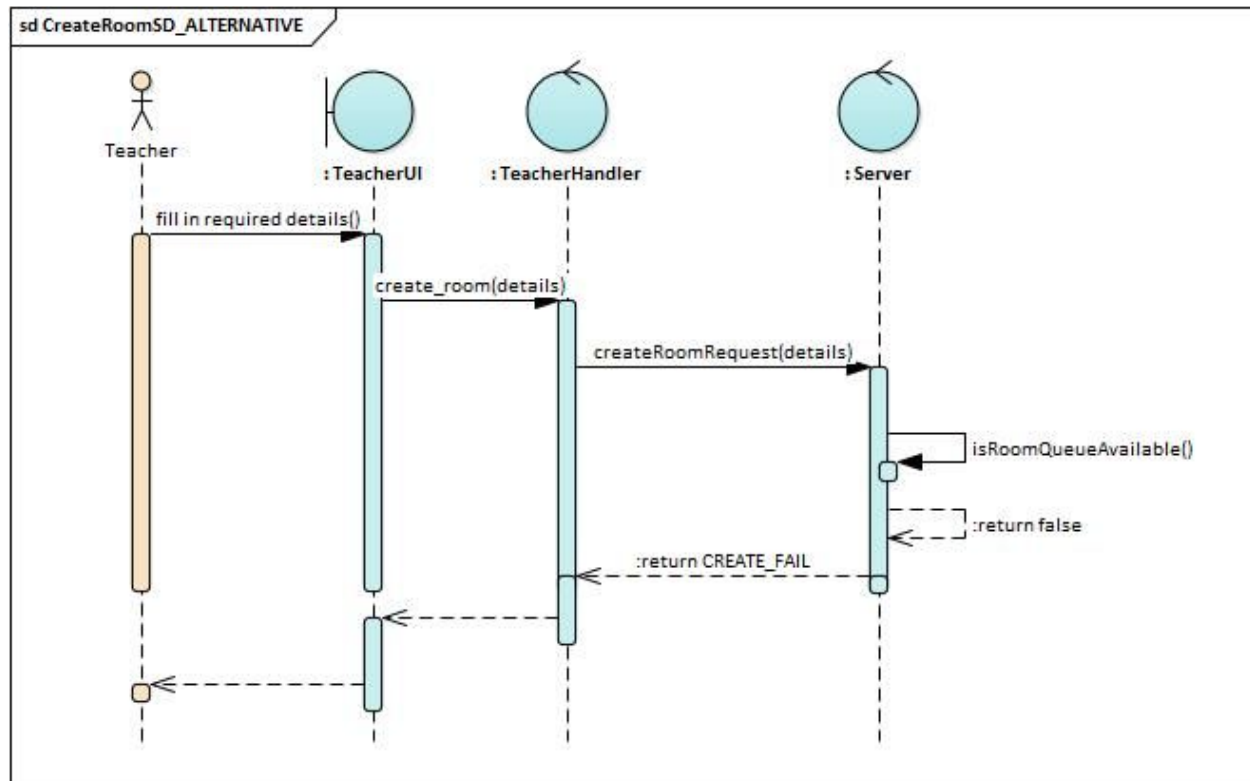 sd CreateRoomSD_ALTERNATIVE
Teacher
: TeacherUI
: TeacherHandler
: Server
fill in required details()
create_room(details)
createRoomRequest(details)
isRoomQueueAvailable()
:return false
:return CREATE_FAIL